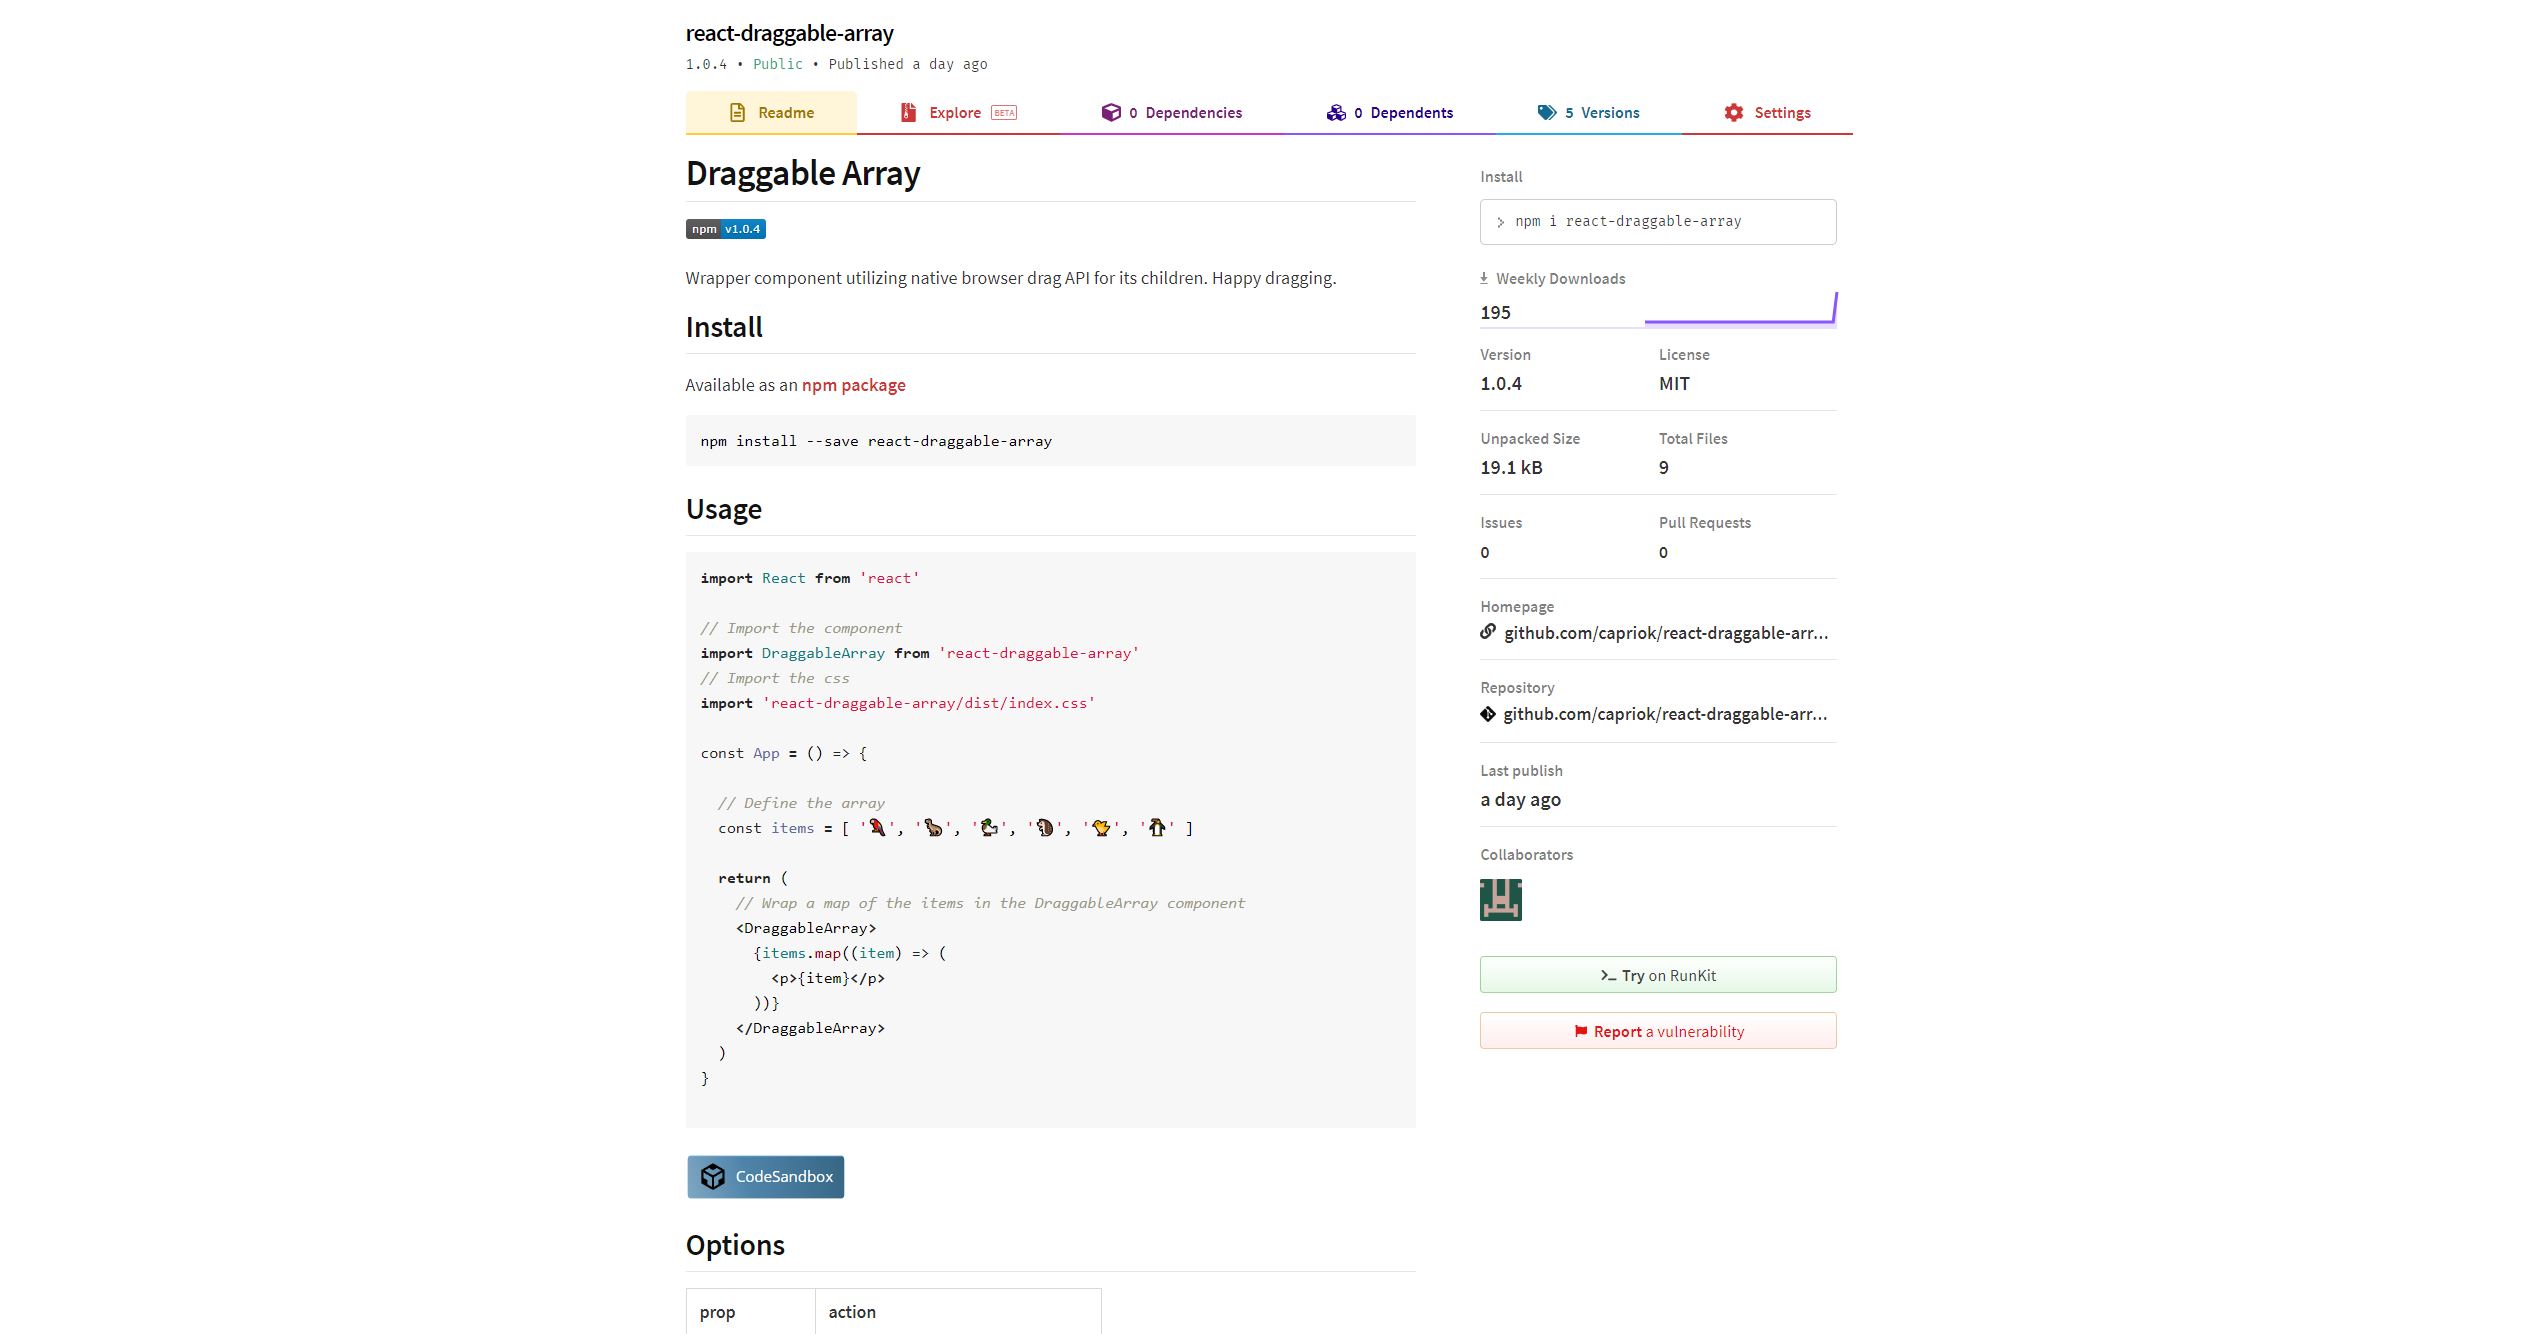 react-draggable-array
1.0.4 • Public • Published a day ago
Readme
Explore BETA
0 Dependencies
0 Dependents
5 Versions
Settings
Draggable Array
npm v1.0.4
Wrapper component utilizing native browser drag API for its children. Happy dragging.
Install
Available as an npm package
npm install --save react-draggable-array
Usage
import React from 'react'
// Import the component
import DraggableArray from 'react-draggable-array'
// Import the css
import 'react-draggable-array/dist/index.css'
const App = () => {
// Define the array
const items = [ '🦜', '🦆', '🦔', '🐤', '🐧' ]
return (
// Wrap a map of the items in the DraggableArray component
<DraggableArray>
{items.map((item) => (
<p>{item}</p>
))}
</DraggableArray>
)
}
CodeSandbox
Options
prop action
Install
> npm i react-draggable-array
Weekly Downloads
195
Version License
1.0.4 MIT
Unpacked Size Total Files
19.1 kB 9
Issues Pull Requests
0 0
Homepage
github.com/capriok/react-draggable-arr...
Repository
github.com/capriok/react-draggable-arr...
Last publish
a day ago
Collaborators
Try on RunKit
Report a vulnerability